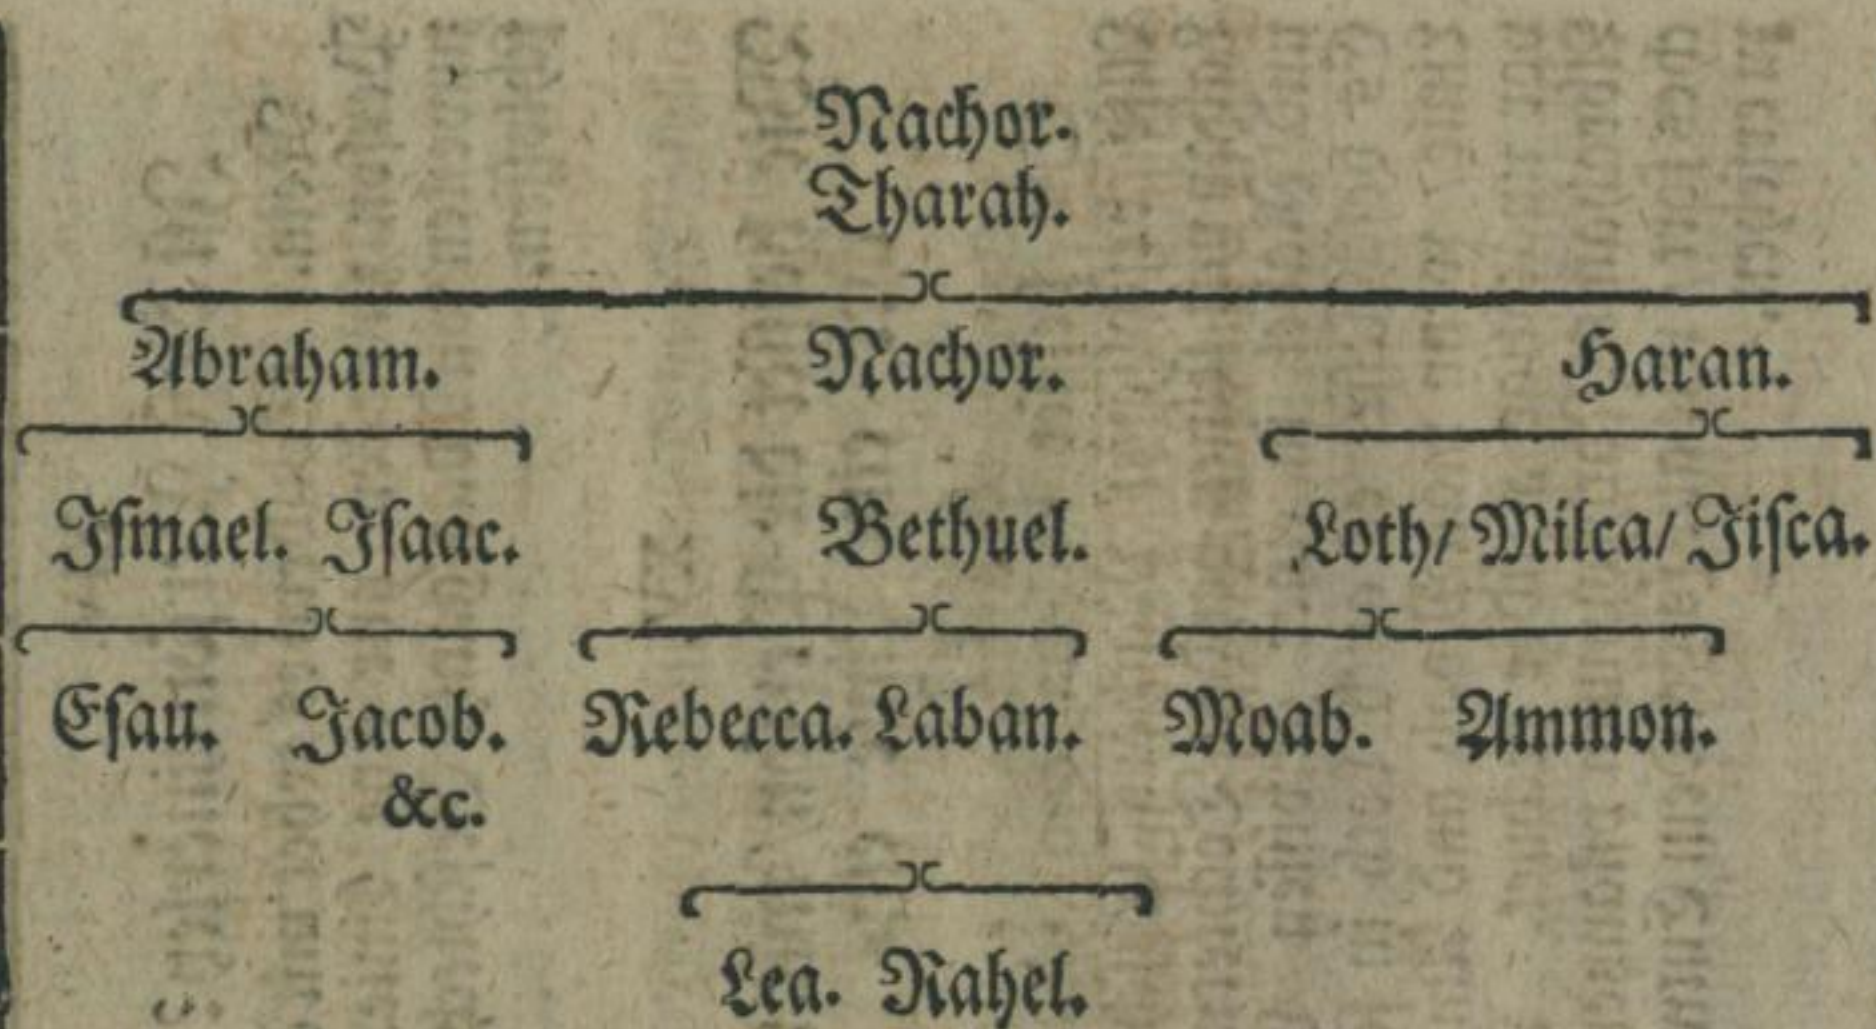 Nachor.
Tharah.
Abraham. Nachor. Haran.
Iſmael. Iſaac. Bethuel. Loth/ Milca/ Jiſca.
Eſau. Jacob. Rebecca. Laban. Moab. Ammon.
&c.
Lea. Rahel.